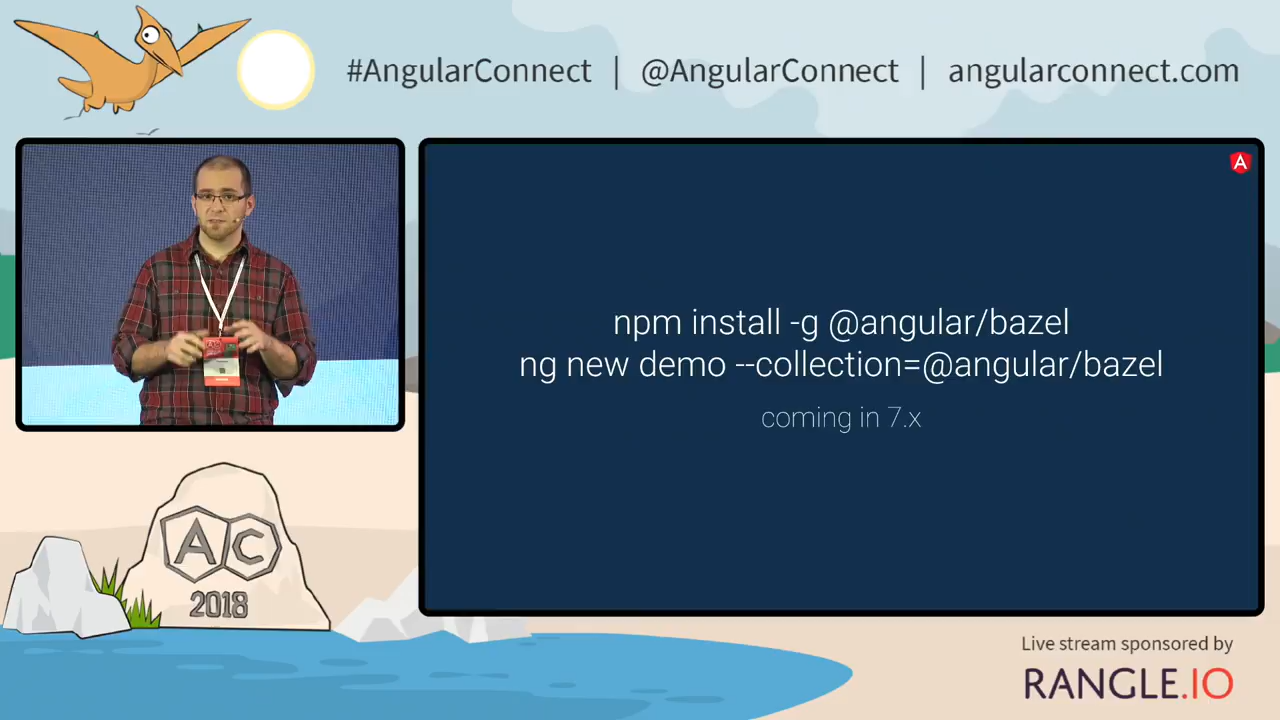 #AngularConnect | @AngularConnect | angularconnect.com
A
npm install -g @angular/bazel
ng new demo --collection=@angular/bazel
coming in 7.x
AC
2018
Live stream sponsored by
RANGLE.IO